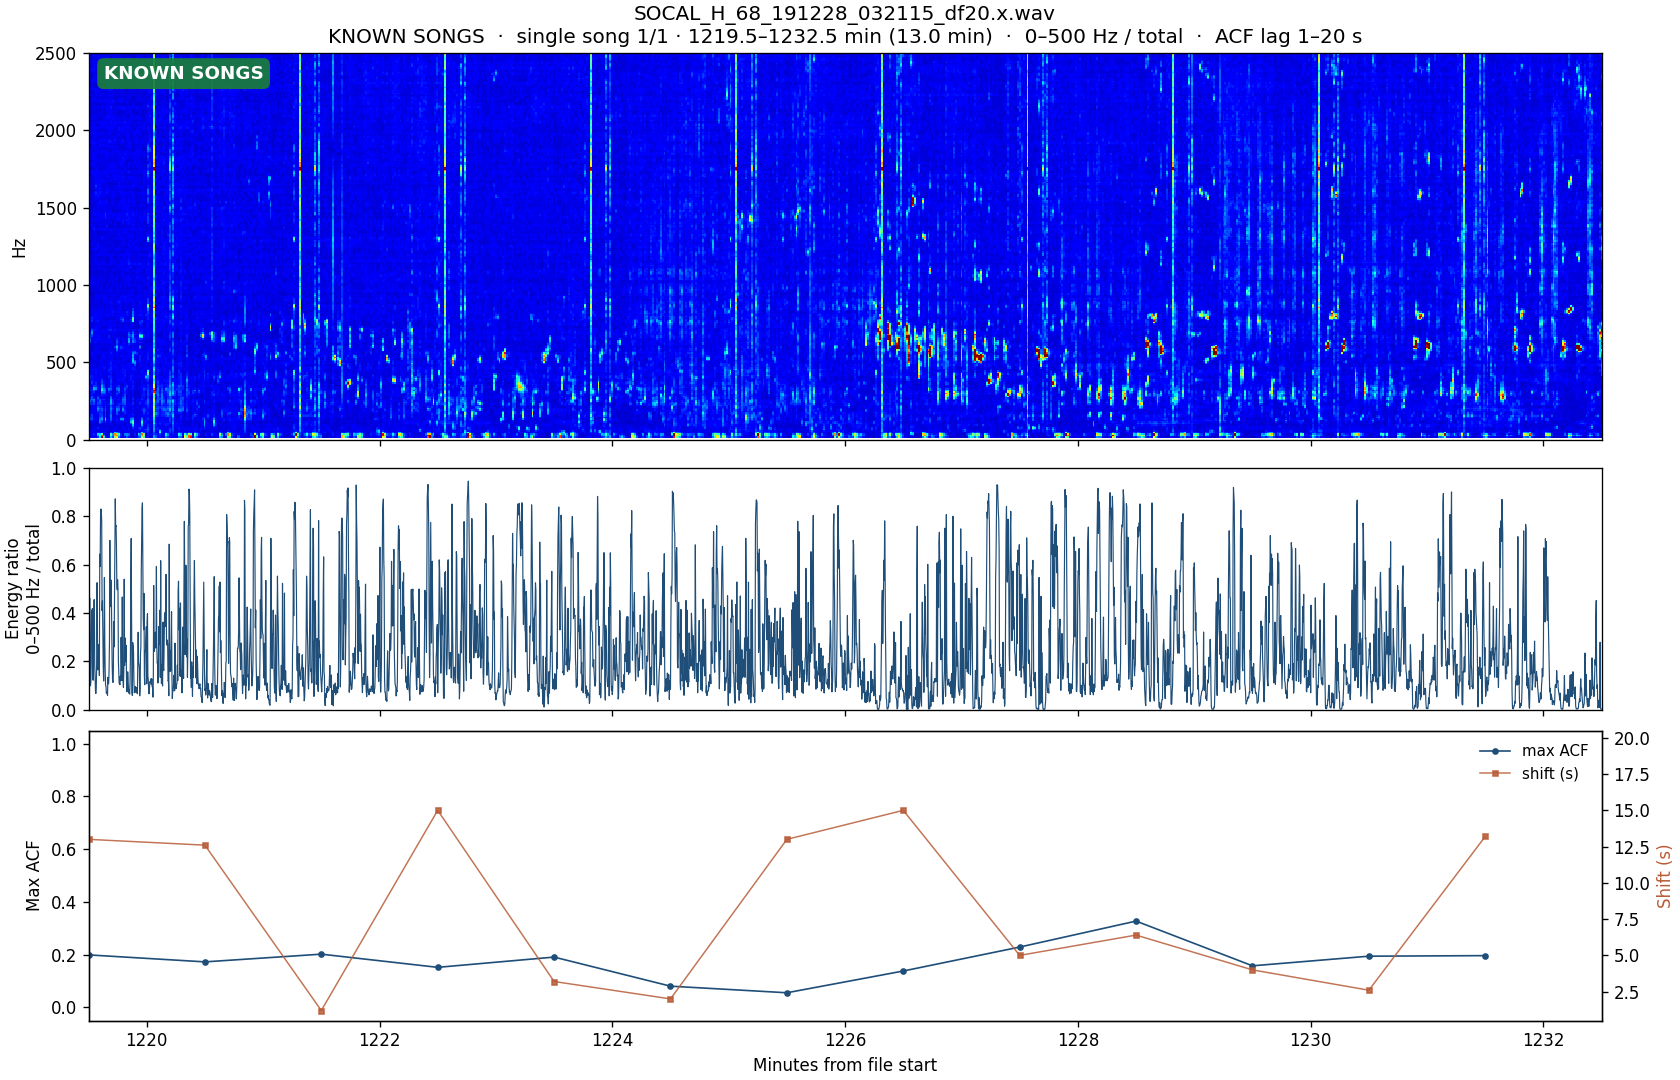 SOCAL_H_68_191228_032115_df20.x.wav
KNOWN SONGS · single song 1/1 · 1219.5–1232.5 min (13.0 min) · 0–500 Hz / total · ACF lag 1–20 s
KNOWN SONGS
2500
2000
1500
1000
500
0
Hz
1.0
0.8
0.6
0.4
0.2
0.0
Energy ratio
0–500 Hz / total
1.0
0.8
0.6
0.4
0.2
0.0
Max ACF
max ACF
shift (s)
20.0
17.5
15.0
12.5
10.0
7.5
5.0
2.5
Shift (s)
1220 1222 1224 1226 1228 1230 1232
Minutes from file start